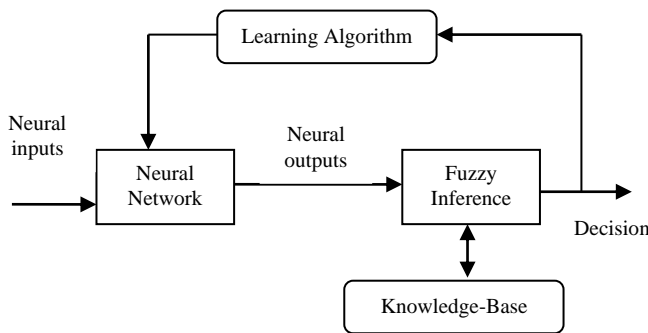 Learning Algorithm
Neural
inputs
Neural
Network
Neural
outputs
Fuzzy
Inference
Decision
Knowledge-Base